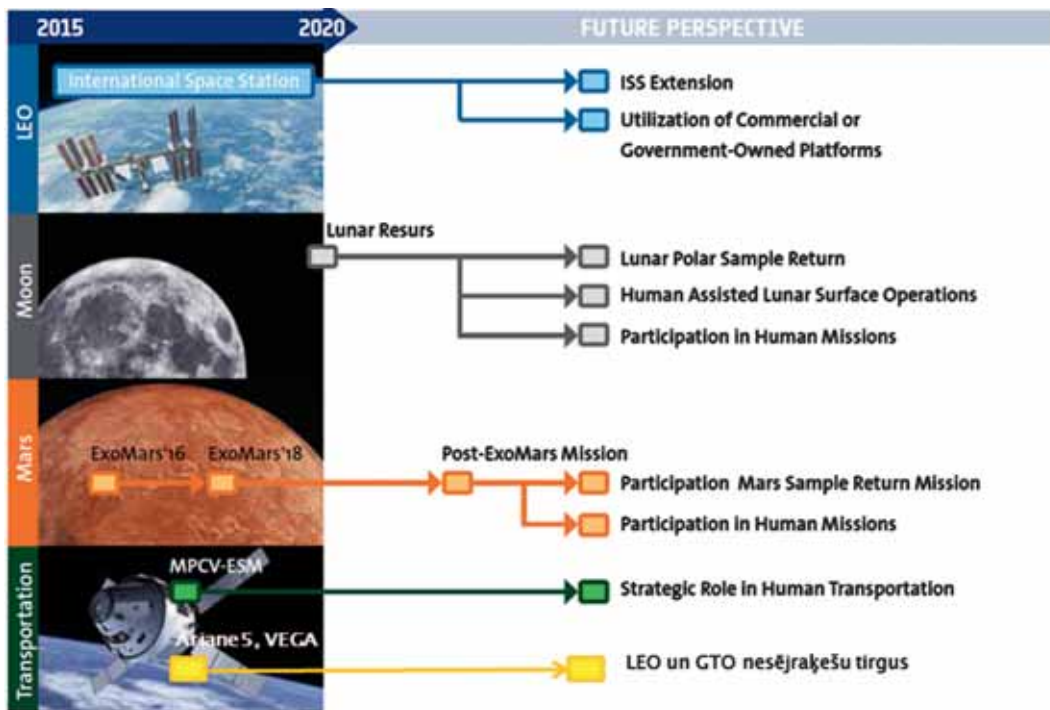 2015 2020 FUTURE PERSPECTIVE
LEO
International Space Station
ISS Extension
Utilization of Commercial or
Government-Owned Platforms
Moon
Lunar Resurs
Lunar Polar Sample Return
Human Assisted Lunar Surface Operations
Participation in Human Missions
Mars
ExoMars'16 ExoMars'18 Post-ExoMars Mission
Participation Mars Sample Return Mission
Participation in Human Missions
Transportation
MPCV-ESM
Strategic Role in Human Transportation
Ariane5, VEGA
LEO un GTO nesējraķešu tirgus